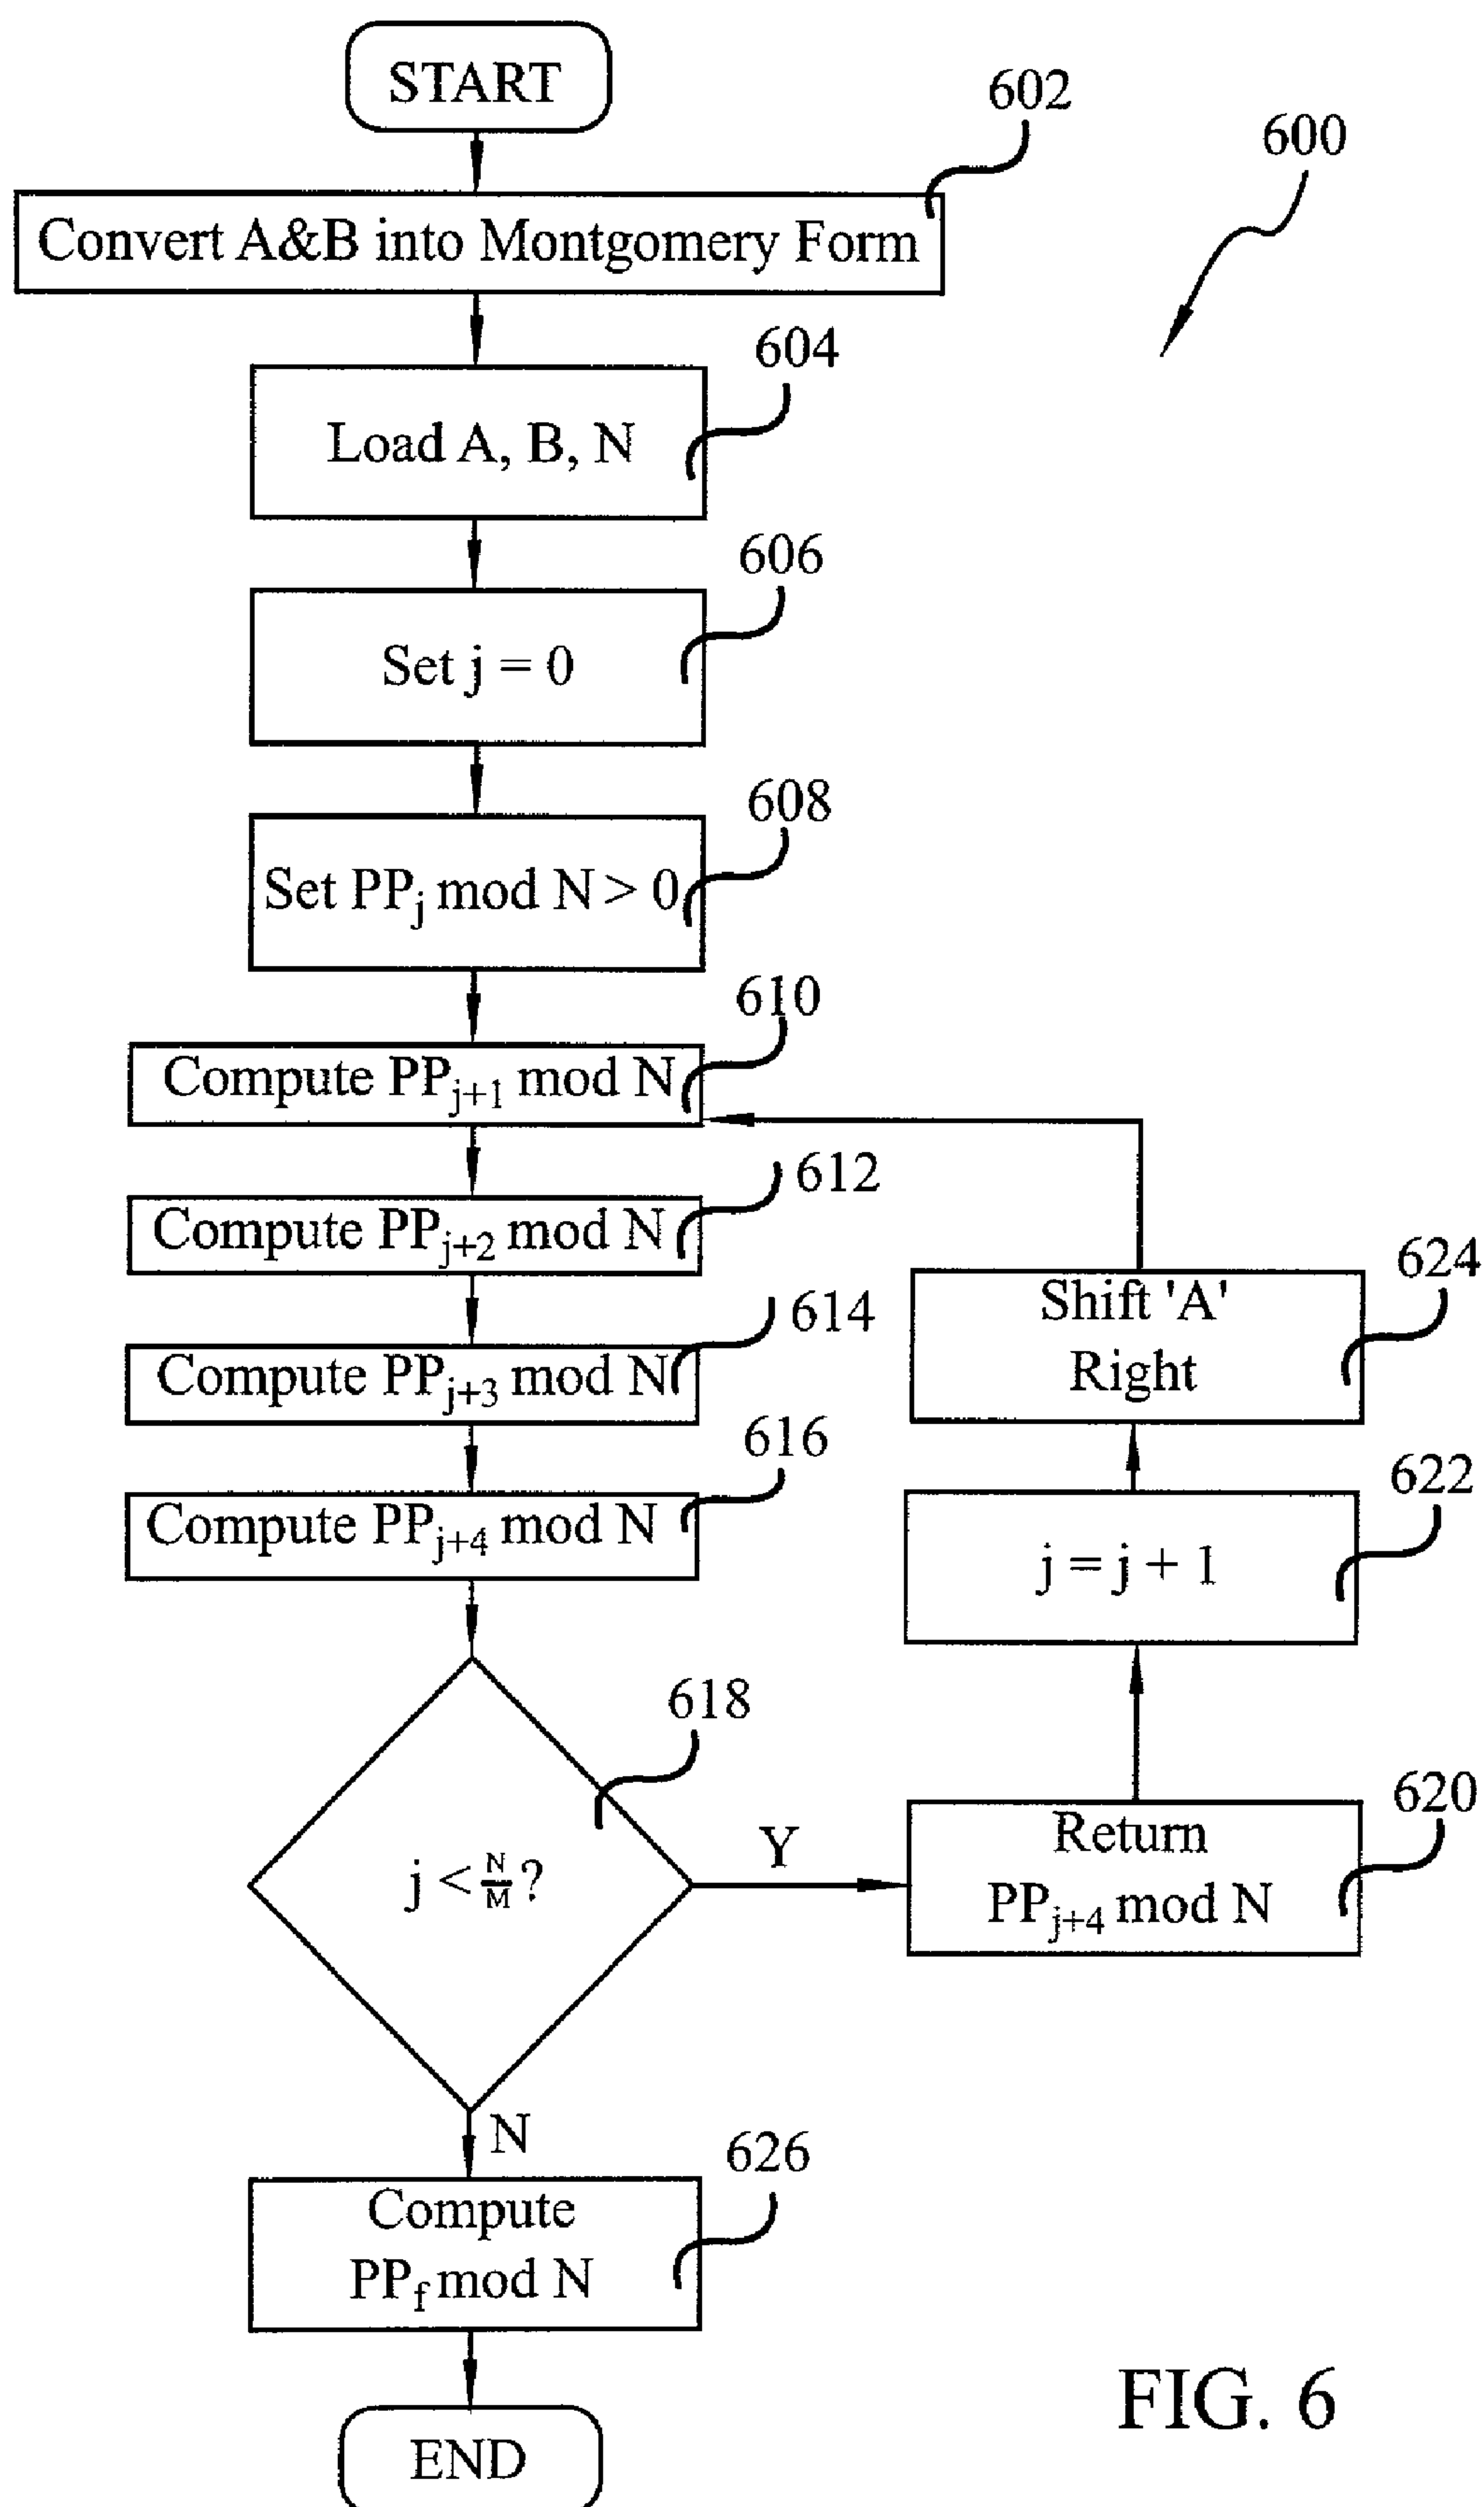 START
602
600
Convert A&B into Montgomery Form
604
Load A, B, N
606
Set j = 0
608
Set PPj mod N > 0
610
Compute PPj+1 mod N
612
Compute PPj+2 mod N
624
Shift 'A'
Right
614
Compute PPj+3 mod N
616
Compute PPj+4 mod N
622
j = j + 1
618
j < N/M ?
Y
620
Return
PPj+4 mod N
N
626
Compute
PPf mod N
END
FIG. 6